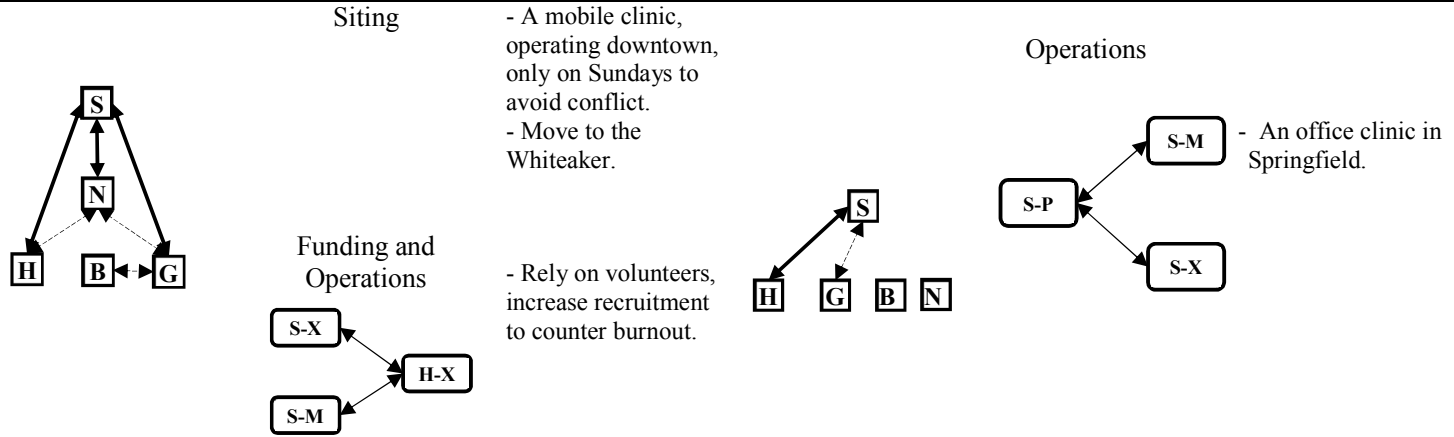 Siting
- A mobile clinic,
operating downtown,
only on Sundays to
avoid conflict.
- Move to the
Whiteaker.
S
N
H
B
G
Funding and
Operations
- Rely on volunteers,
increase recruitment
to counter burnout.
S-X
H-X
S-M
S
H
G
B
N
Operations
S-M
- An office clinic in
Springfield.
S-P
S-X